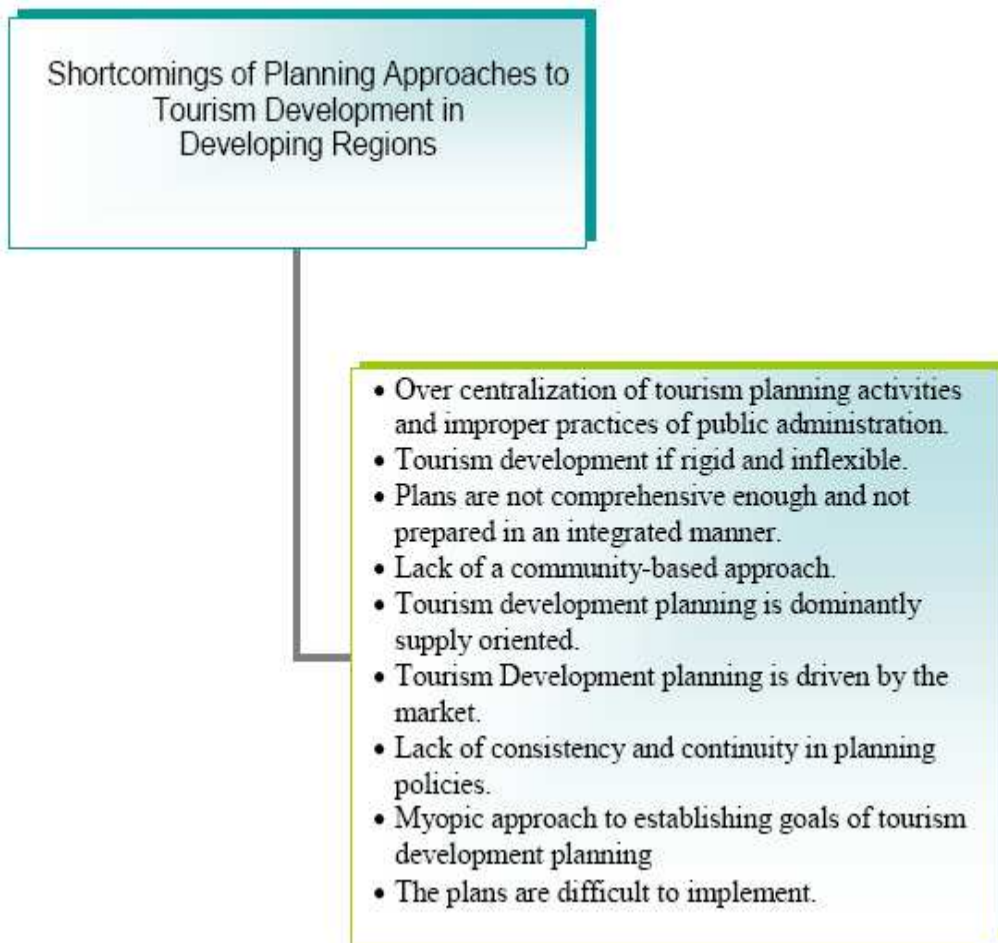 Shortcomings of Planning Approaches to
Tourism Development in
Developing Regions
• Over centralization of tourism planning activities
and improper practices of public administration.
• Tourism development if rigid and inflexible.
• Plans are not comprehensive enough and not
prepared in an integrated manner.
• Lack of a community-based approach.
• Tourism development planning is dominantly
supply oriented.
• Tourism Development planning is driven by the
market.
• Lack of consistency and continuity in planning
policies.
• Myopic approach to establishing goals of tourism
development planning
• The plans are difficult to implement.